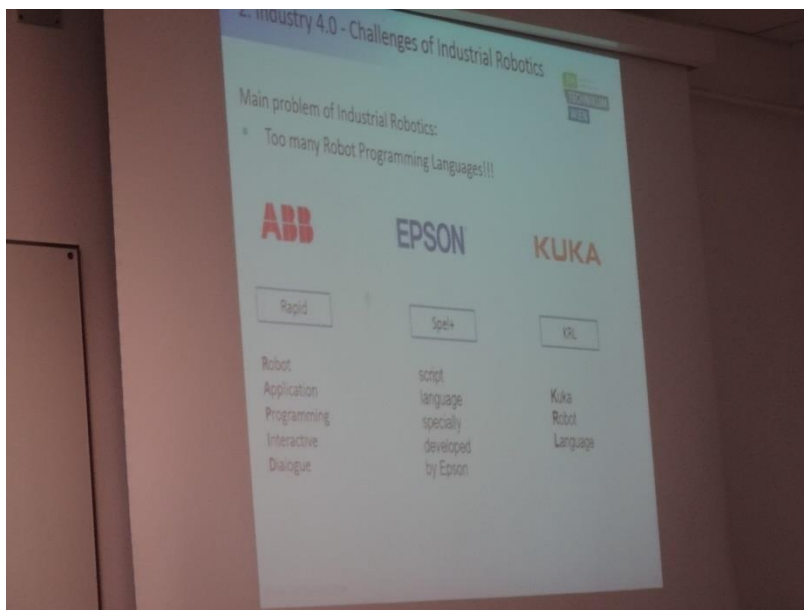 2. Industry 4.0 - Challenges of Industrial Robotics
TECHNIKUM
WIEN
Main problem of Industrial Robotics:
• Too many Robot Programming Languages!!!
ABB
EPSON
KUKA
Rapid
Spel+
KRL
Robot
Application
Programming
Interactive
Dialogue
script
language
specially
developed
by Epson
Kuka
Robot
Language